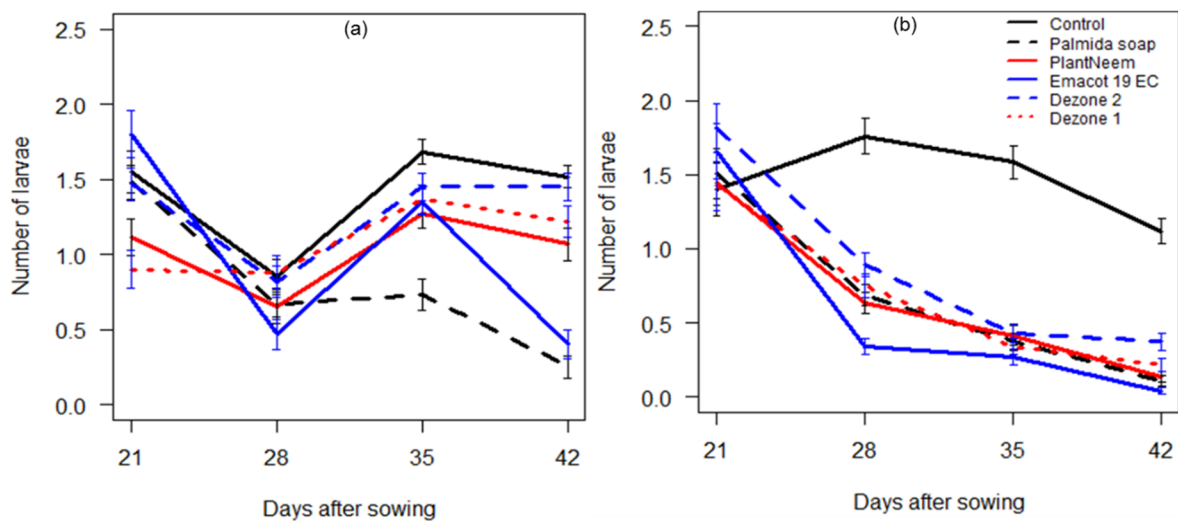 (a)
Number of larvae
2.5
2.0
1.5
1.0
0.5
0.0
21
28
35
42
Days after sowing
(b)
Control
Palmida soap
PlantNeem
Emacot 19 EC
Dezone 2
Dezone 1
Number of larvae
2.5
2.0
1.5
1.0
0.5
0.0
21
28
35
42
Days after sowing